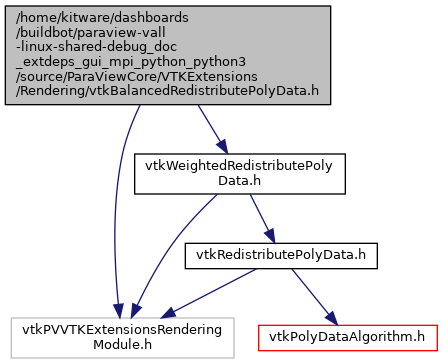 /home/kitware/dashboards
/buildbot/paraview-vall
-linux-shared-debug_doc
_extdeps_gui_mpi_python_python3
/source/ParaViewCore/VTKExtensions
/Rendering/vtkBalancedRedistributePolyData.h
vtkWeightedRedistributePoly
Data.h
vtkRedistributePolyData.h
vtkPVVTKExtensionsRendering
Module.h
vtkPolyDataAlgorithm.h